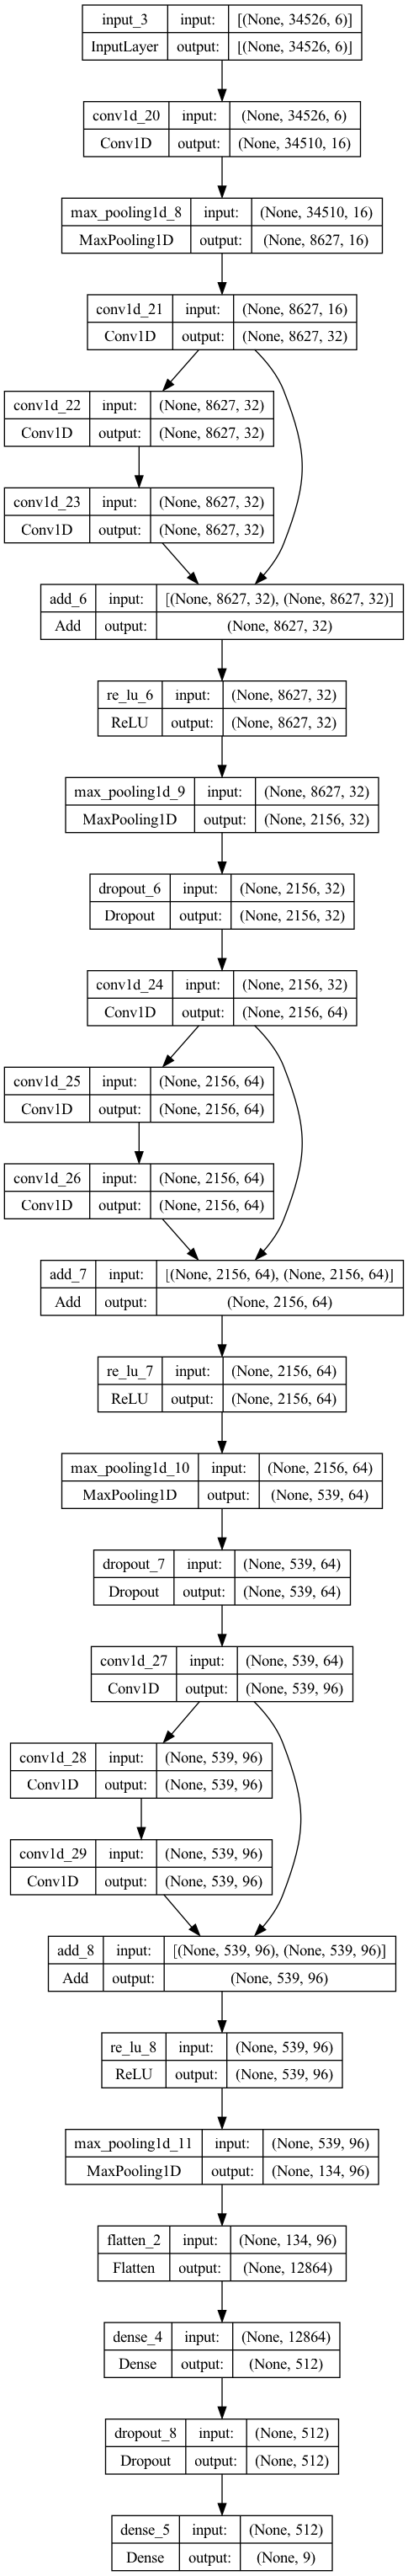 input_3 input: [(None, 34526, 6)]
InputLayer output: [(None, 34526, 6)]
conv1d_20 input: (None, 34526, 6)
Conv1D output: (None, 34510, 16)
max_pooling1d_8 input: (None, 34510, 16)
MaxPooling1D output: (None, 8627, 16)
conv1d_21 input: (None, 8627, 16)
Conv1D output: (None, 8627, 32)
conv1d_22 input: (None, 8627, 32)
Conv1D output: (None, 8627, 32)
conv1d_23 input: (None, 8627, 32)
Conv1D output: (None, 8627, 32)
add_6 input: [(None, 8627, 32), (None, 8627, 32)]
Add output: (None, 8627, 32)
re_lu_6 input: (None, 8627, 32)
ReLU output: (None, 8627, 32)
max_pooling1d_9 input: (None, 8627, 32)
MaxPooling1D output: (None, 2156, 32)
dropout_6 input: (None, 2156, 32)
Dropout output: (None, 2156, 32)
conv1d_24 input: (None, 2156, 32)
Conv1D output: (None, 2156, 64)
conv1d_25 input: (None, 2156, 64)
Conv1D output: (None, 2156, 64)
conv1d_26 input: (None, 2156, 64)
Conv1D output: (None, 2156, 64)
add_7 input: [(None, 2156, 64), (None, 2156, 64)]
Add output: (None, 2156, 64)
re_lu_7 input: (None, 2156, 64)
ReLU output: (None, 2156, 64)
max_pooling1d_10 input: (None, 2156, 64)
MaxPooling1D output: (None, 539, 64)
dropout_7 input: (None, 539, 64)
Dropout output: (None, 539, 64)
conv1d_27 input: (None, 539, 64)
Conv1D output: (None, 539, 96)
conv1d_28 input: (None, 539, 96)
Conv1D output: (None, 539, 96)
conv1d_29 input: (None, 539, 96)
Conv1D output: (None, 539, 96)
add_8 input: [(None, 539, 96), (None, 539, 96)]
Add output: (None, 539, 96)
re_lu_8 input: (None, 539, 96)
ReLU output: (None, 539, 96)
max_pooling1d_11 input: (None, 539, 96)
MaxPooling1D output: (None, 134, 96)
flatten_2 input: (None, 134, 96)
Flatten output: (None, 12864)
dense_4 input: (None, 12864)
Dense output: (None, 512)
dropout_8 input: (None, 512)
Dropout output: (None, 512)
dense_5 input: (None, 512)
Dense output: (None, 9)